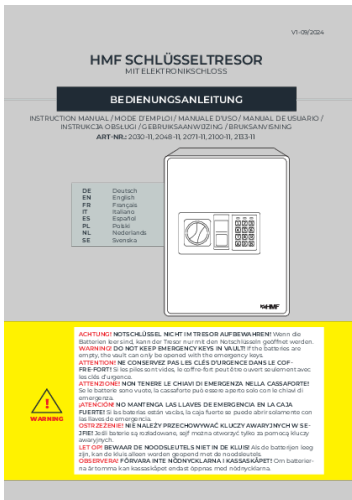 V1-09/2024
HMF SCHLÜSSELTRESOR
MIT ELEKTRONIKSCHLOSS
BEDIENUNGSANLEITUNG
INSTRUCTION MANUAL / MODE D'EMPLOI / MANUALE D'USO / MANUAL DE USUARIO /
INSTRUKCJA OBSŁUGI / GEBRUIKSAANWIJZING / BRUKSANVISNING
ART-NR.: 2030-11, 2048-11, 2071-11, 2100-11, 2133-11
DE Deutsch
EN English
FR Français
IT Italiano
ES Español
PL Polski
NL Nederlands
SE Svenska
HMF
WARNING
ACHTUNG! NOTSCHLÜSSEL NICHT IM TRESOR AUFBEWAHREN! Wenn die
Batterien leer sind, kann der Tresor nur mit den Notschlüsseln geöffnet werden.
WARNING! DO NOT KEEP EMERGENCY KEYS IN VAULT! If the batteries are
empty, the vault can only be opened with the emergency keys.
ATTENTION! NE CONSERVEZ PAS LES CLÉS D'URGENCE DANS LE COF-
FRE-FORT! Si les piles sont vides, le coffre-fort peut être ouvert seulement avec
les clés d'urgence.
ATTENZIONE! NON TENERE LE CHIAVI DI EMERGENZA NELLA CASSAFORTE!
Se le batterie sono vuote, la cassaforte può essere aperta solo con le chiavi di
emergenza.
¡ATENCIÓN! NO MANTENGA LAS LLAVES DE EMERGENCIA EN LA CAJA
FUERTE! Si las baterías están vacías, la caja fuerte se puede abrir solamente con
las llaves de emergencia.
OSTRZEŻENIE! NIE NALEŻY PRZECHOWYWAĆ KLUCZY AWARYJNYCH W SE-
JFIE! Jeśli baterie są rozładowane, sejf można otworzyć tylko za pomocą kluczy
awaryjnych.
LET OP! BEWAAR DE NOODSLEUTELS NIET IN DE KLUIS! Als de batterijen leeg
zijn, kan de kluis alleen worden geopend met de noodsleutels.
OBSERVERA! FÖRVARA INTE NÖDNYCKLARNA I KASSASKÅPET! Om batterier-
na är tomma kan kassaskåpet endast öppnas med nödnycklarna.